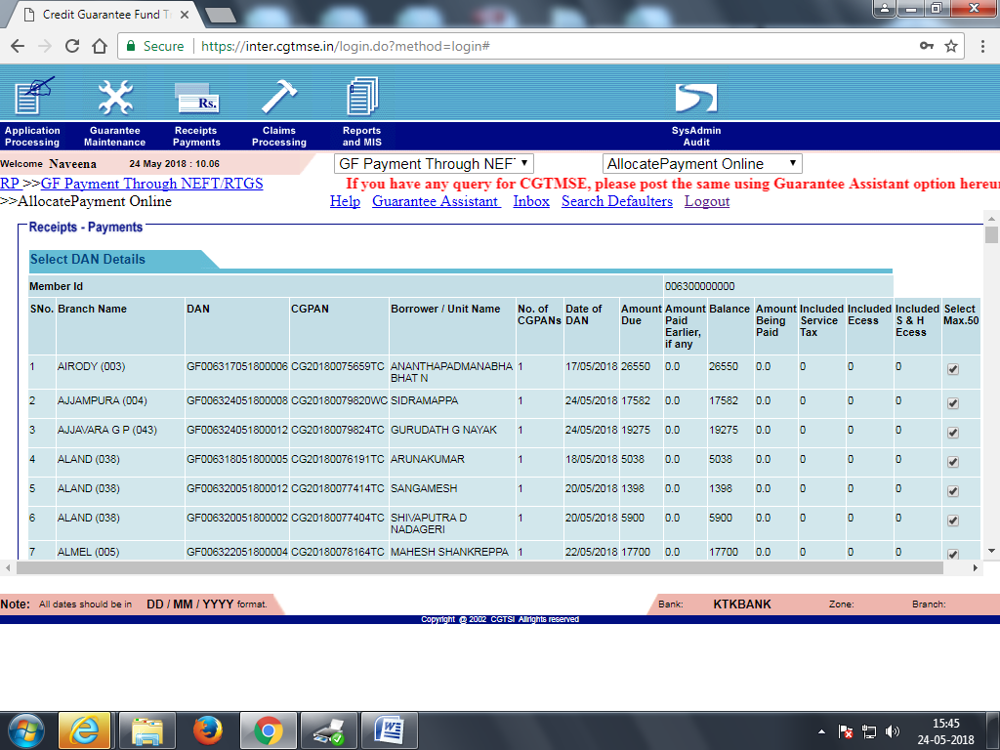 Credit Guarantee Fund T
Secure https://inter.cgtmse.in/login.do?method=login#
Rs.
Application Processing
Guarantee Maintenance
Receipts Payments
Claims Processing
Reports and MIS
SysAdmin Audit
Welcome Naveena 24 May 2018 : 10.06
GF Payment Through NEFT
AllocatePayment Online
RP >>GF Payment Through NEFT/RTGS
If you have any query for CGTMSE, please post the same using Guarantee Assistant option hereun
>>AllocatePayment Online
Help Guarantee Assistant Inbox Search Defaulters Logout
Receipts - Payments
Select DAN Details
Member Id 006300000000
SNo. Branch Name DAN CGPAN Borrower / Unit Name No. of CGPANs Date of DAN Amount Due Amount Paid Earlier, if any Balance Amount Being Paid Included Service Tax Included Ecess Included S & H Ecess Select Max.50
1 AIRODY (003) GF006317051800006 CG20180075659TC ANANTHAPADMANABHA BHAT N 1 17/05/2018 26550 0.0 26550 0.0 0 0 0
2 AJJAMPURA (004) GF006324051800008 CG20180079820WC SIDRAMAPPA 1 24/05/2018 17582 0.0 17582 0.0 0 0 0
3 AJJAVARA G P (043) GF006324051800012 CG20180079824TC GURUDATH G NAYAK 1 24/05/2018 19275 0.0 19275 0.0 0 0 0
4 ALAND (038) GF006318051800005 CG20180076191TC ARUNAKUMAR 1 18/05/2018 5038 0.0 5038 0.0 0 0 0
5 ALAND (038) GF006320051800012 CG20180077414TC SANGAMESH 1 20/05/2018 1398 0.0 1398 0.0 0 0 0
6 ALAND (038) GF006320051800002 CG20180077404TC SHIVAPUTRA D NADAGERI 1 20/05/2018 5900 0.0 5900 0.0 0 0 0
7 ALMEL (005) GF006322051800004 CG20180078164TC MAHESH SHANKREPPA 1 22/05/2018 17700 0.0 17700 0.0 0 0 0
Note: All dates should be in DD / MM / YYYY format.
Bank: KTKBANK Zone: Branch:
Copyright @ 2002 CGTSI Allrights reserved
15:45
24-05-2018